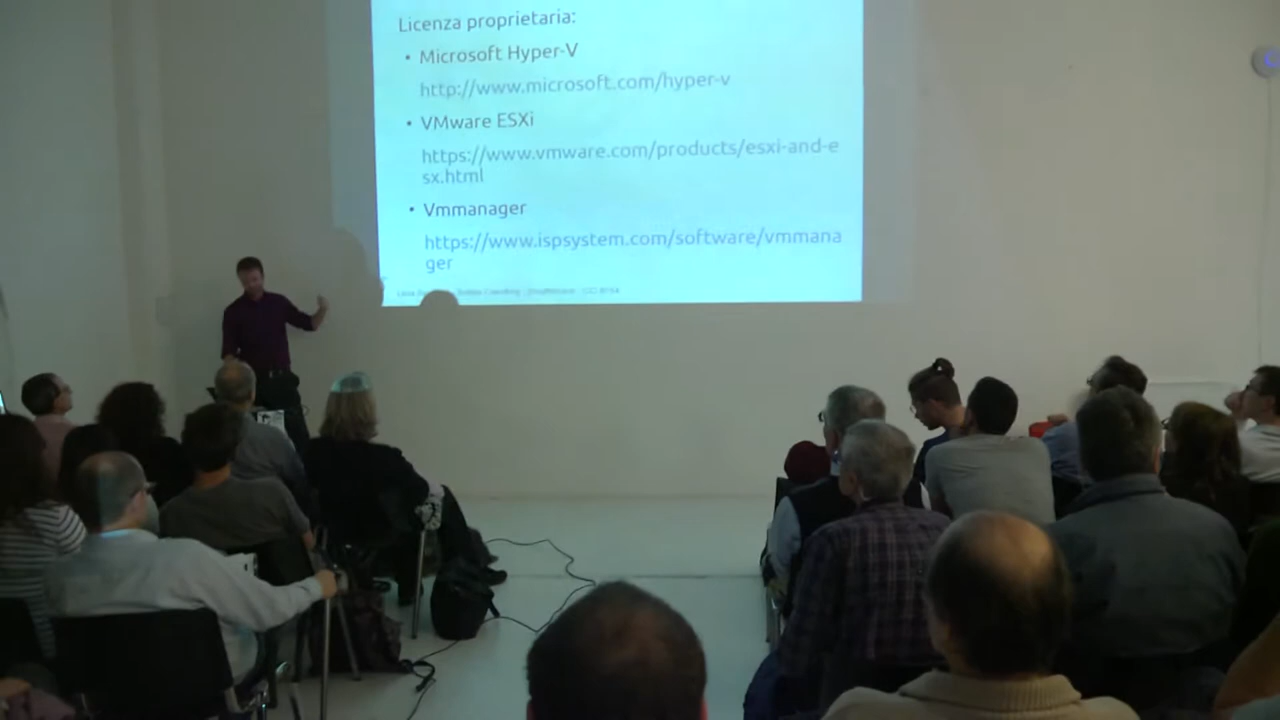 Licenza proprietaria:
• Microsoft Hyper-V
http://www.microsoft.com/hyper-v
• VMware ESXi
https://www.vmware.com/products/esxi-and-e
sx.html
• Vmmanager
https://www.ispsystem.com/software/vmmana
ger